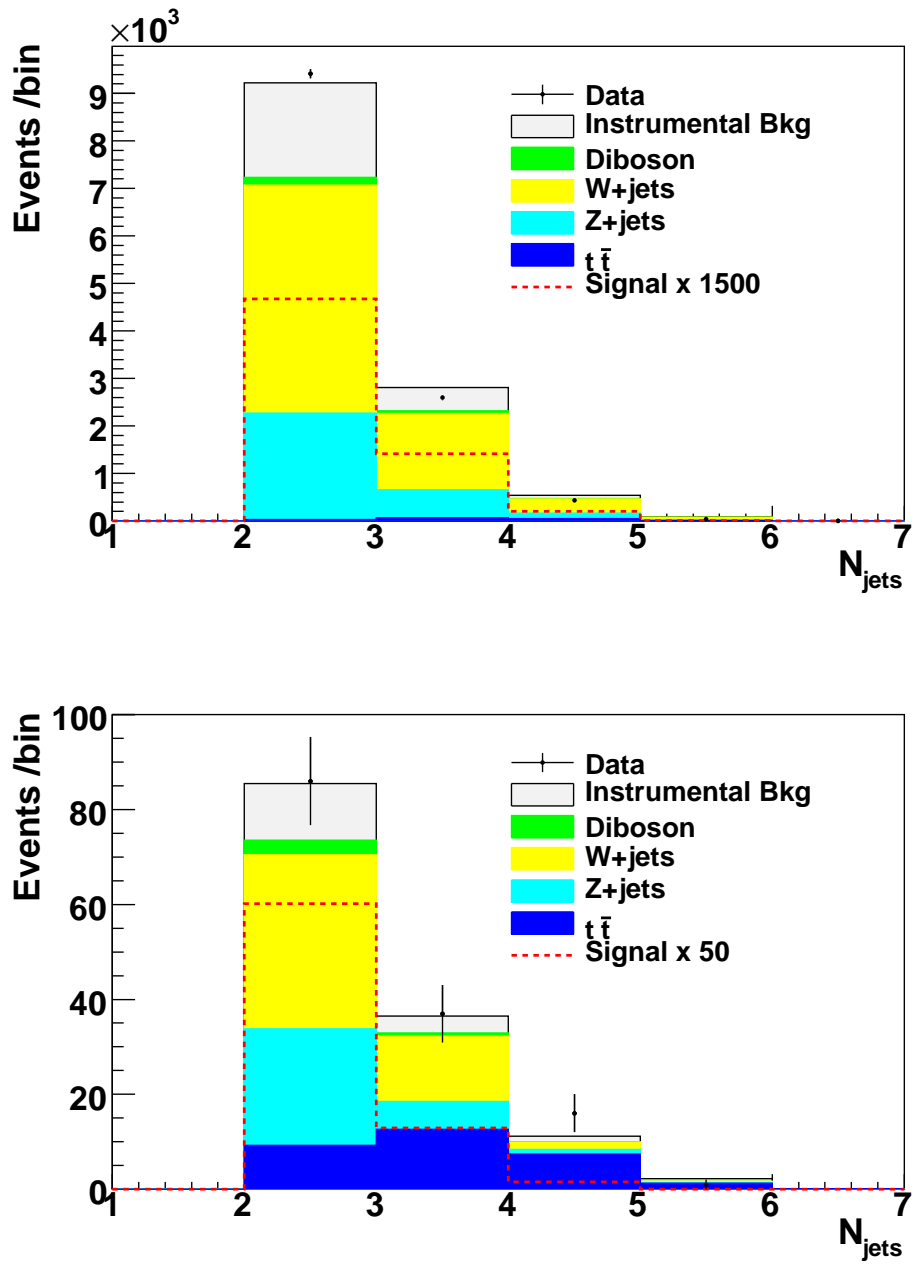 ×10³
Events /bin
9
8
7
6
5
4
3
2
1
0
Data
Instrumental Bkg
Diboson
W+jets
Z+jets
t t̄
Signal x 1500
1 2 3 4 5 6 7
N_jets
Events /bin
100
80
60
40
20
0
Data
Instrumental Bkg
Diboson
W+jets
Z+jets
t t̄
Signal x 50
1 2 3 4 5 6 7
N_jets